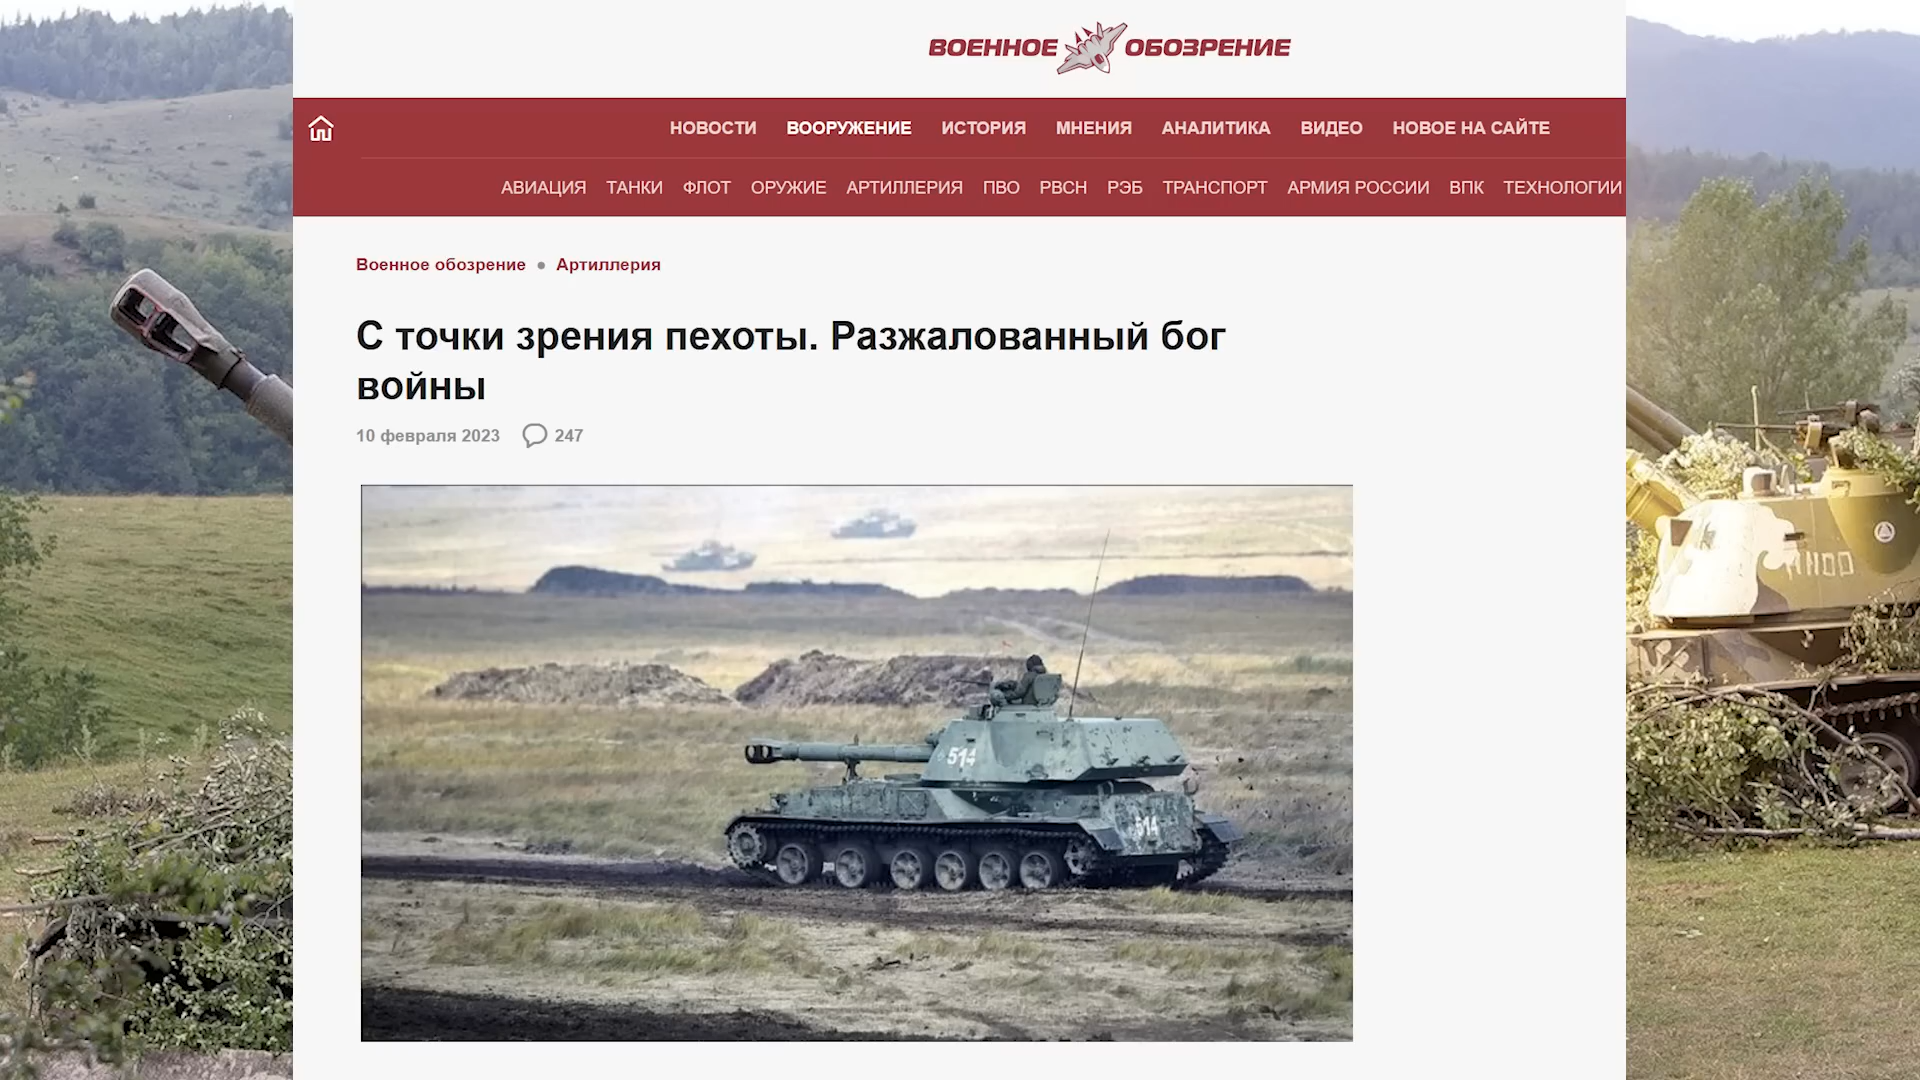 ВОЕННОЕ ОБОЗРЕНИЕ
НОВОСТИ ВООРУЖЕНИЕ ИСТОРИЯ МНЕНИЯ АНАЛИТИКА ВИДЕО НОВОЕ НА САЙТЕ
АВИАЦИЯ ТАНКИ ФЛОТ ОРУЖИЕ АРТИЛЛЕРИЯ ПВО РВСН РЭБ ТРАНСПОРТ АРМИЯ РОССИИ ВПК ТЕХНОЛОГИИ
Военное обозрение • Артиллерия
С точки зрения пехоты. Разжалованный бог
войны
10 февраля 2023 247
514
514